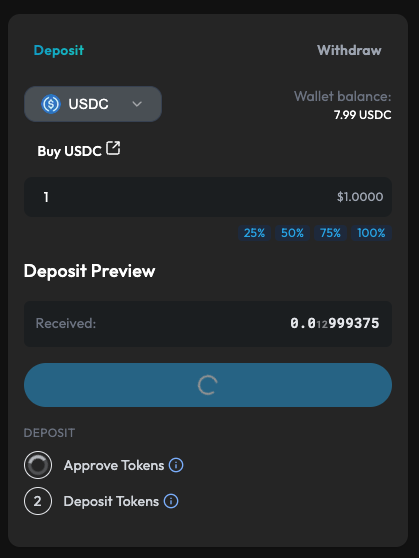 Deposit
Withdraw
USDC
Wallet balance:
7.99 USDC
Buy USDC
1
$1.0000
25% 50% 75% 100%
Deposit Preview
Received:
0.0₁₂999375
DEPOSIT
Approve Tokens
2
Deposit Tokens